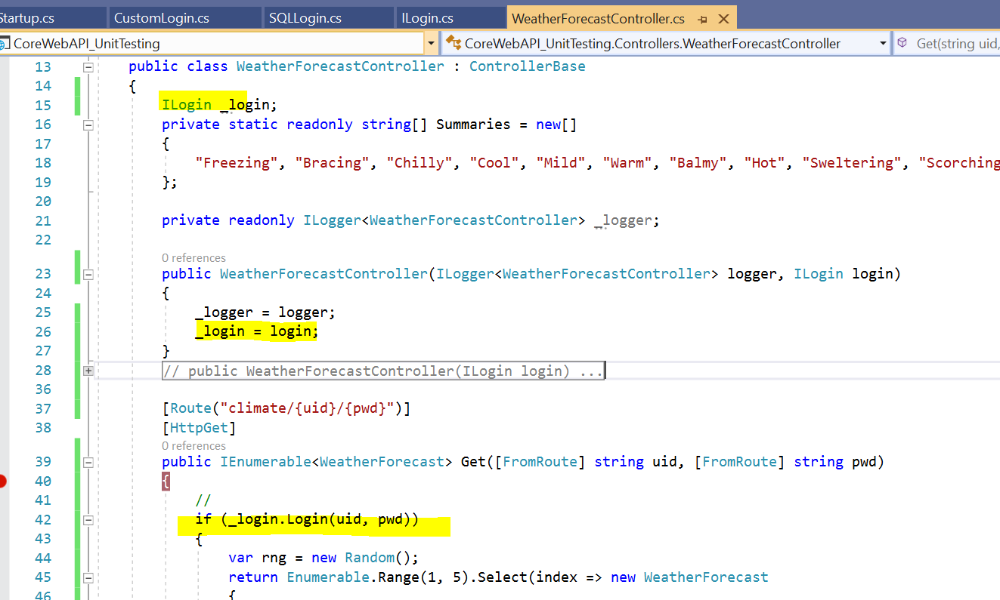 Startup.cs CustomLogin.cs SQLLogin.cs ILogin.cs WeatherForecastController.cs
CoreWebAPI_UnitTesting CoreWebAPI_UnitTesting.Controllers.WeatherForecastController Get(string uid,
13 public class WeatherForecastController : ControllerBase
14 {
15 ILogin _login;
16 private static readonly string[] Summaries = new[]
17 {
18 "Freezing", "Bracing", "Chilly", "Cool", "Mild", "Warm", "Balmy", "Hot", "Sweltering", "Scorching
19 };
20
21 private readonly ILogger<WeatherForecastController> _logger;
22
0 references
23 public WeatherForecastController(ILogger<WeatherForecastController> logger, ILogin login)
24 {
25 _logger = logger;
26 _login = login;
27 }
28 // public WeatherForecastController(ILogin login) ...
36
37 [Route("climate/{uid}/{pwd}")]
38 [HttpGet]
0 references
39 public IEnumerable<WeatherForecast> Get([FromRoute] string uid, [FromRoute] string pwd)
40 {
41 //
42 if (_login.Login(uid, pwd))
43 {
44 var rng = new Random();
45 return Enumerable.Range(1, 5).Select(index => new WeatherForecast
46 {